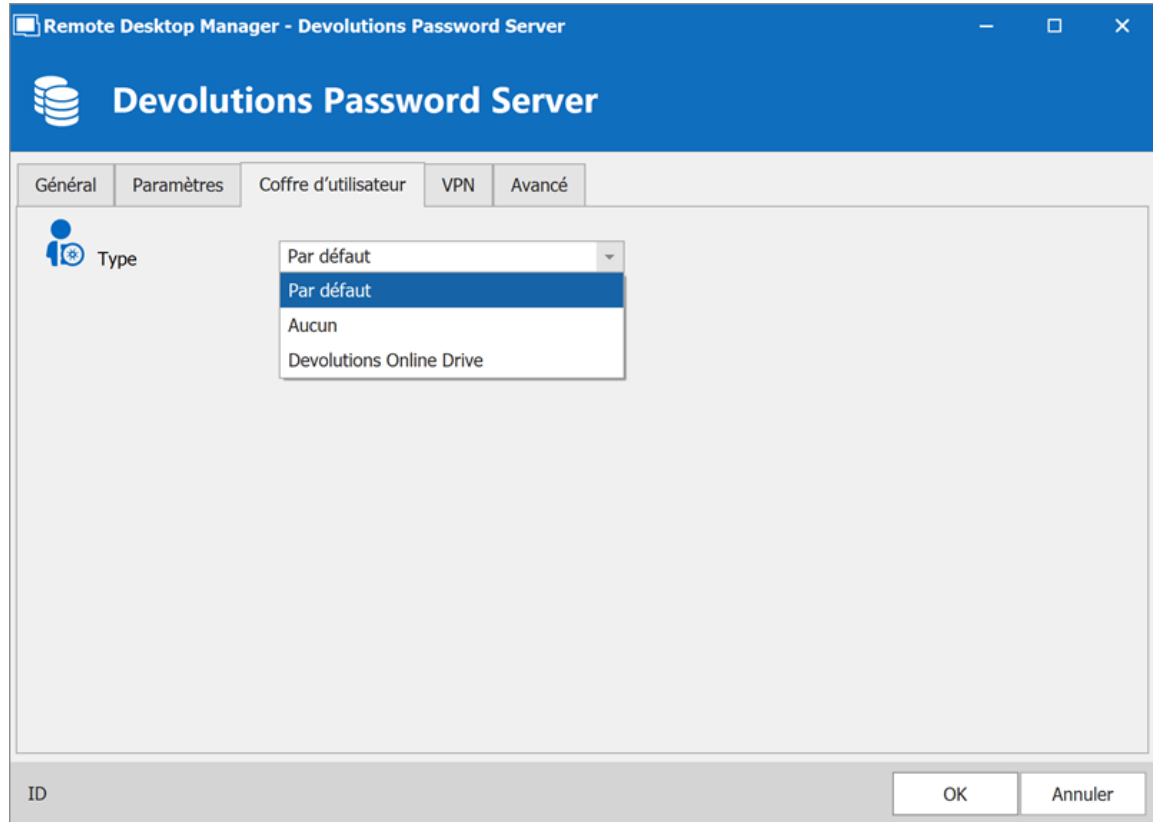 Remote Desktop Manager - Devolutions Password Server
Devolutions Password Server
Général Paramètres Coffre d'utilisateur VPN Avancé
Type Par défaut
Par défaut
Aucun
Devolutions Online Drive
ID OK Annuler